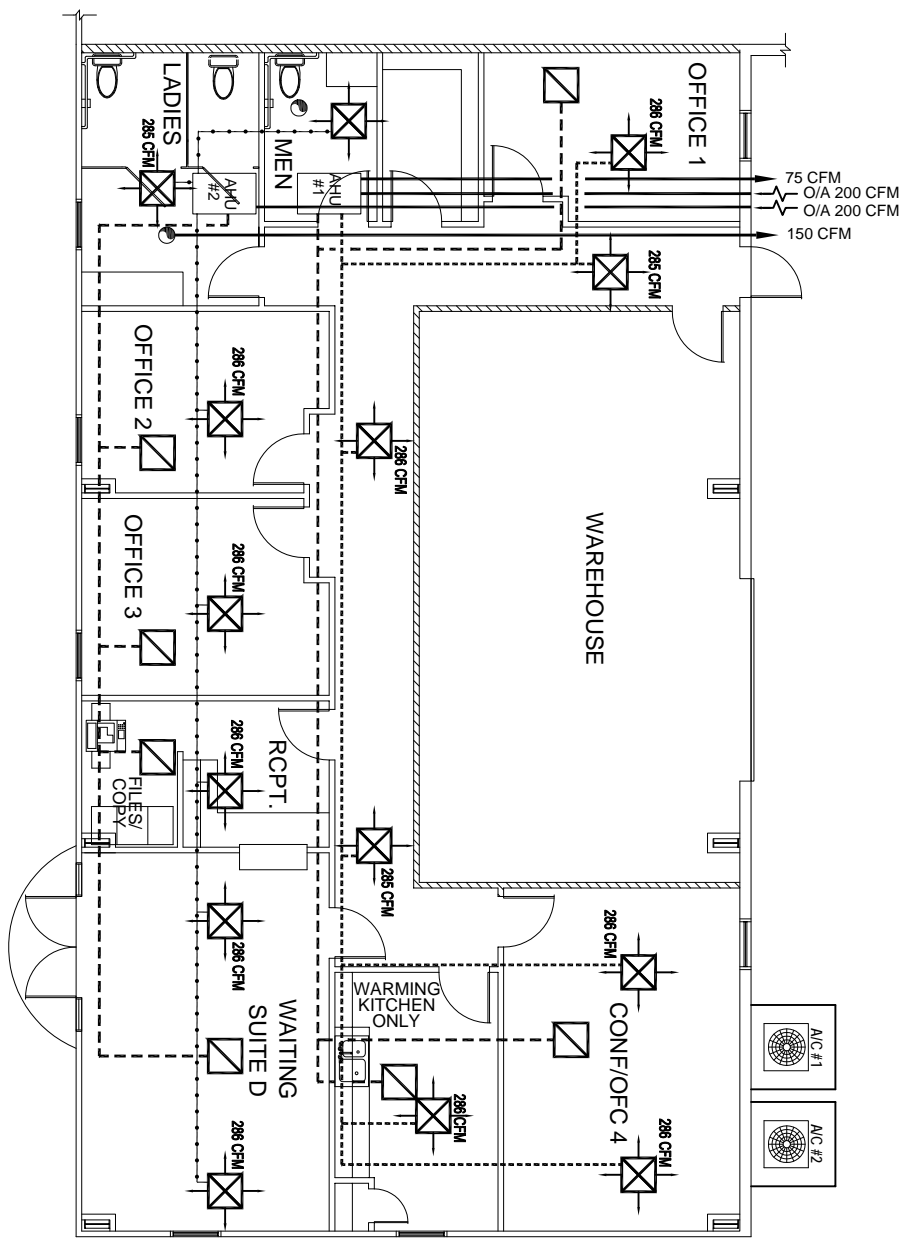 OFFICE 1
286 CFM
LADIES
285 CFM
MEN
AHU
#2
AHU
#1
75 CFM
O/A 200 CFM
O/A 200 CFM
150 CFM
285 CFM
OFFICE 2
286 CFM
286 CFM
WAREHOUSE
OFFICE 3
286 CFM
RCPT.
286 CFM
FILES/
COPY
285 CFM
286 CFM
WAITING
SUITE D
286 CFM
WARMING
KITCHEN
ONLY
286 CFM
286 CFM
CONF/OFC 4
286 CFM
A/C #1
A/C #2